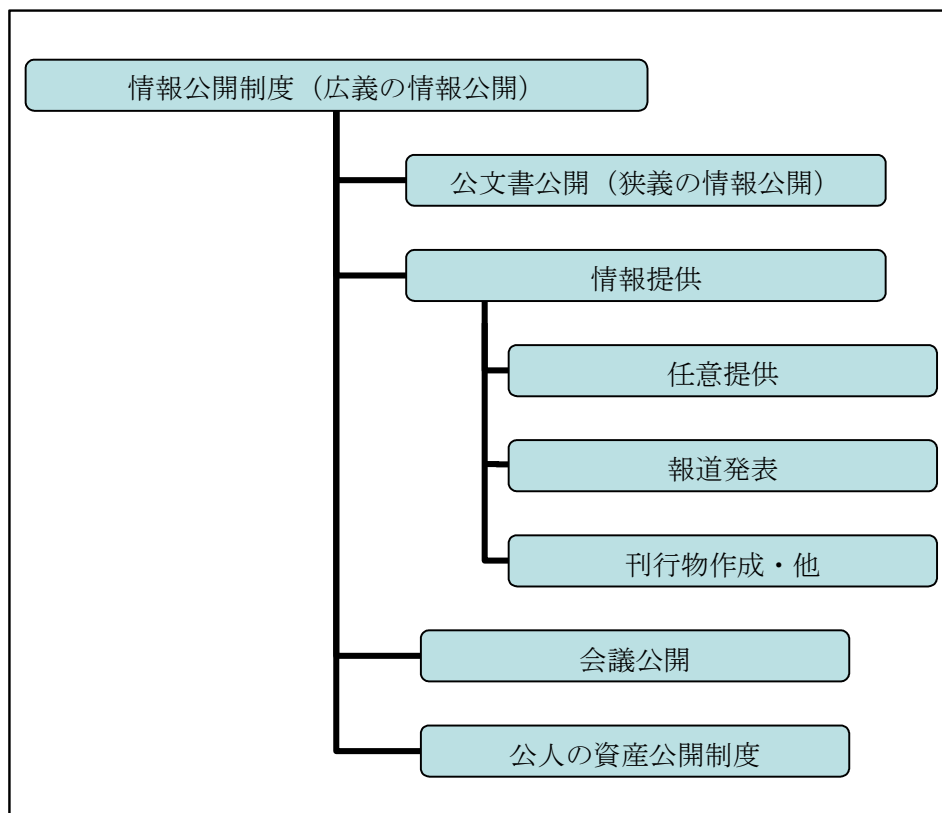 情報公開制度（広義の情報公開）
公文書公開（狭義の情報公開）
情報提供
任意提供
報道発表
刊行物作成・他
会議公開
公人の資産公開制度